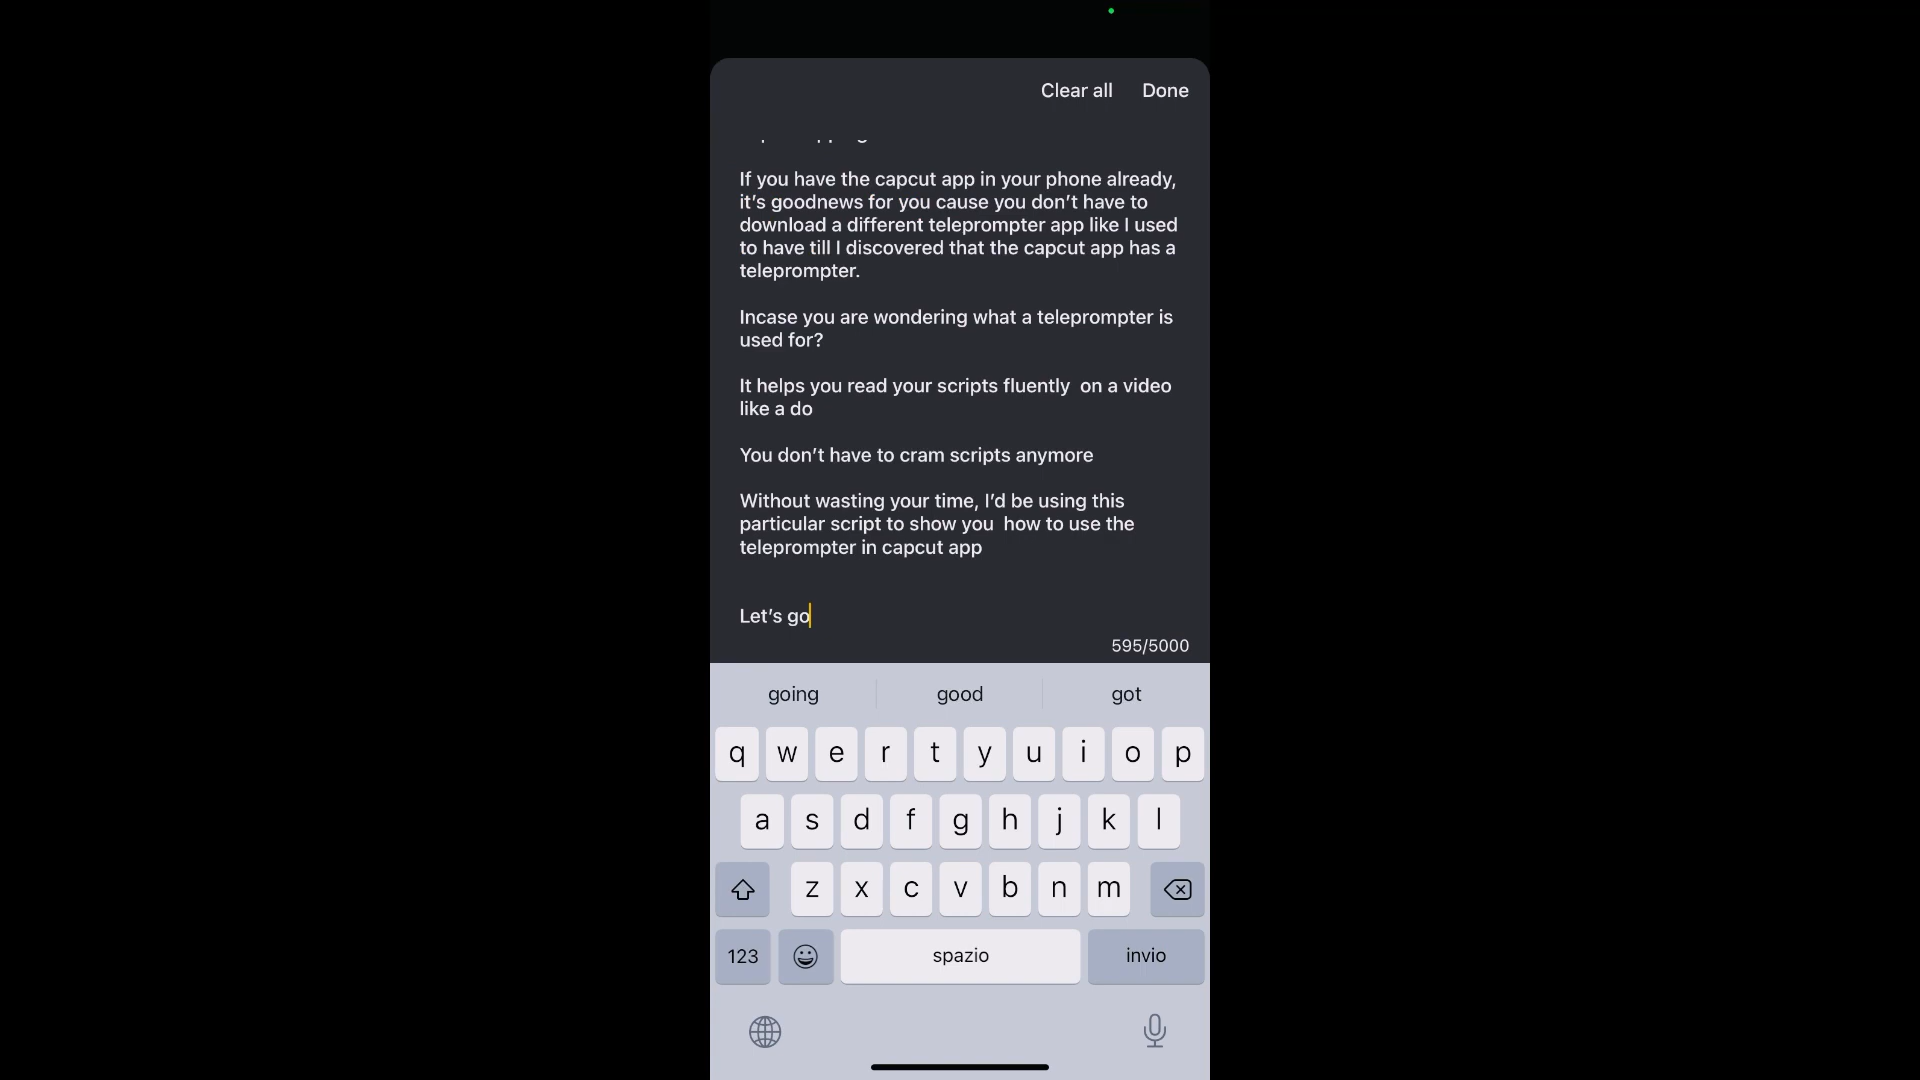 Clear all Done
If you have the capcut app in your phone already,
it’s goodnews for you cause you don’t have to
download a different teleprompter app like I used
to have till I discovered that the capcut app has a
teleprompter.
Incase you are wondering what a teleprompter is
used for?
It helps you read your scripts fluently  on a video
like a do
You don’t have to cram scripts anymore
Without wasting your time, I’d be using this
particular script to show you  how to use the
teleprompter in capcut app
Let’s go
595/5000
going good got
q w e r t y u i o p
a s d f g h j k l
z x c v b n m
123 spazio invio